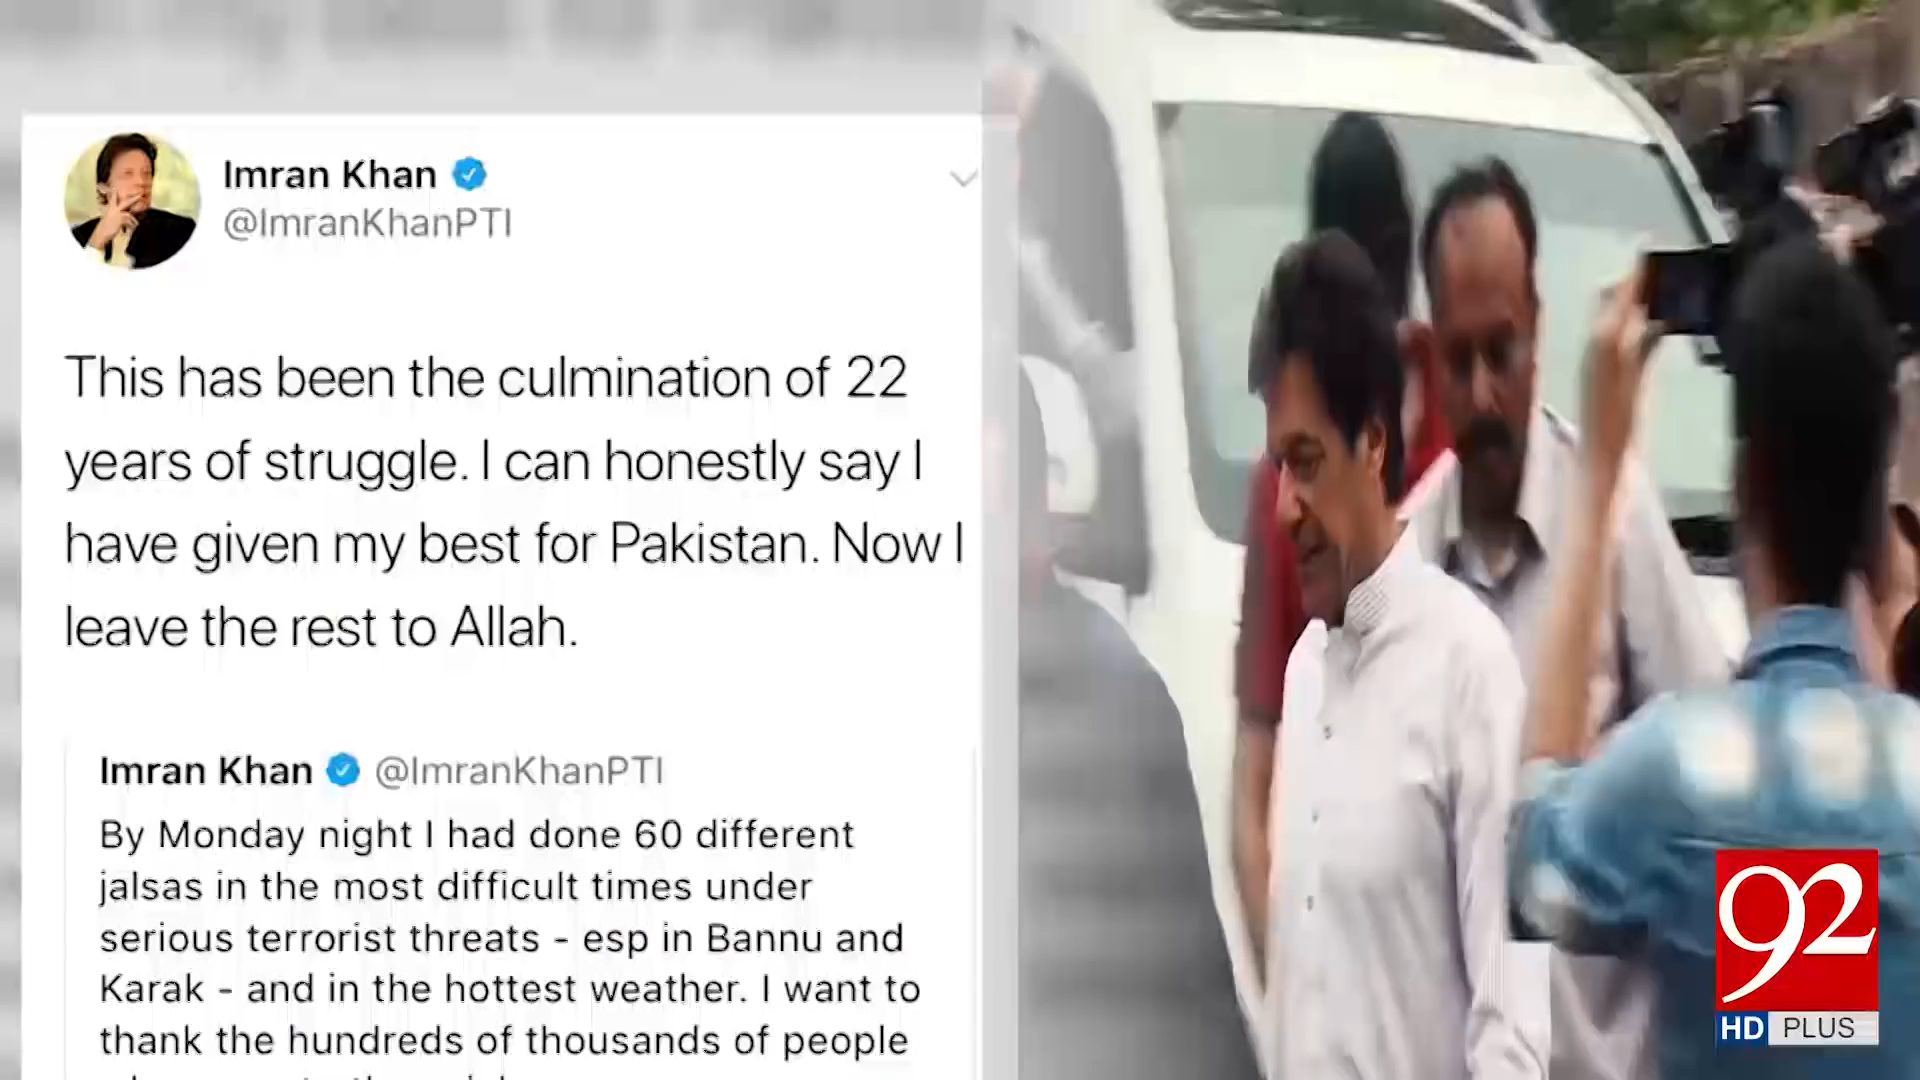 Imran Khan
@ImranKhanPTI
This has been the culmination of 22
years of struggle. I can honestly say I
have given my best for Pakistan. Now I
leave the rest to Allah.
Imran Khan @ImranKhanPTI
By Monday night I had done 60 different
jalsas in the most difficult times under
serious terrorist threats - esp in Bannu and
Karak - and in the hottest weather. I want to
thank the hundreds of thousands of people
92
HD PLUS